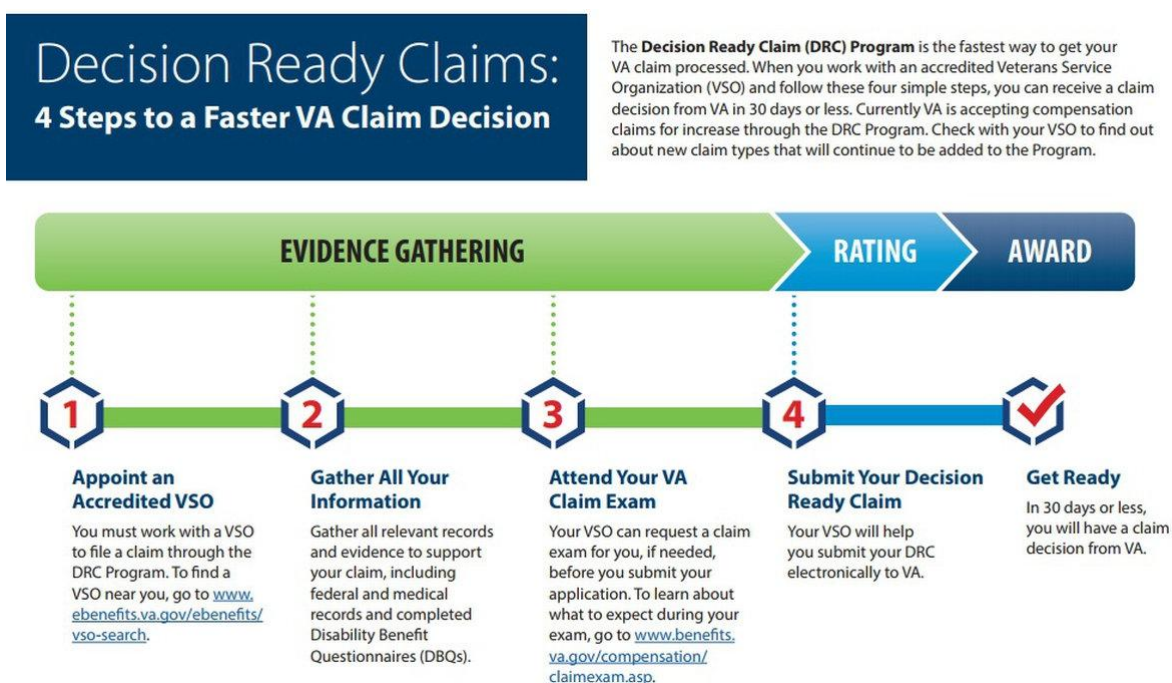 Decision Ready Claims:
4 Steps to a Faster VA Claim Decision
The Decision Ready Claim (DRC) Program is the fastest way to get your
VA claim processed. When you work with an accredited Veterans Service
Organization (VSO) and follow these four simple steps, you can receive a claim
decision from VA in 30 days or less. Currently VA is accepting compensation
claims for increase through the DRC Program. Check with your VSO to find out
about new claim types that will continue to be added to the Program.
EVIDENCE GATHERING
RATING
AWARD
1
Appoint an
Accredited VSO
You must work with a VSO
to file a claim through the
DRC Program. To find a
VSO near you, go to www.
ebenefits.va.gov/ebenefits/
vso-search.
2
Gather All Your
Information
Gather all relevant records
and evidence to support
your claim, including
federal and medical
records and completed
Disability Benefit
Questionnaires (DBQs).
3
Attend Your VA
Claim Exam
Your VSO can request a claim
exam for you, if needed,
before you submit your
application. To learn about
what to expect during your
exam, go to www.benefits.
va.gov/compensation/
claimexam.asp.
4
Submit Your Decision
Ready Claim
Your VSO will help
you submit your DRC
electronically to VA.
Get Ready
In 30 days or less,
you will have a claim
decision from VA.